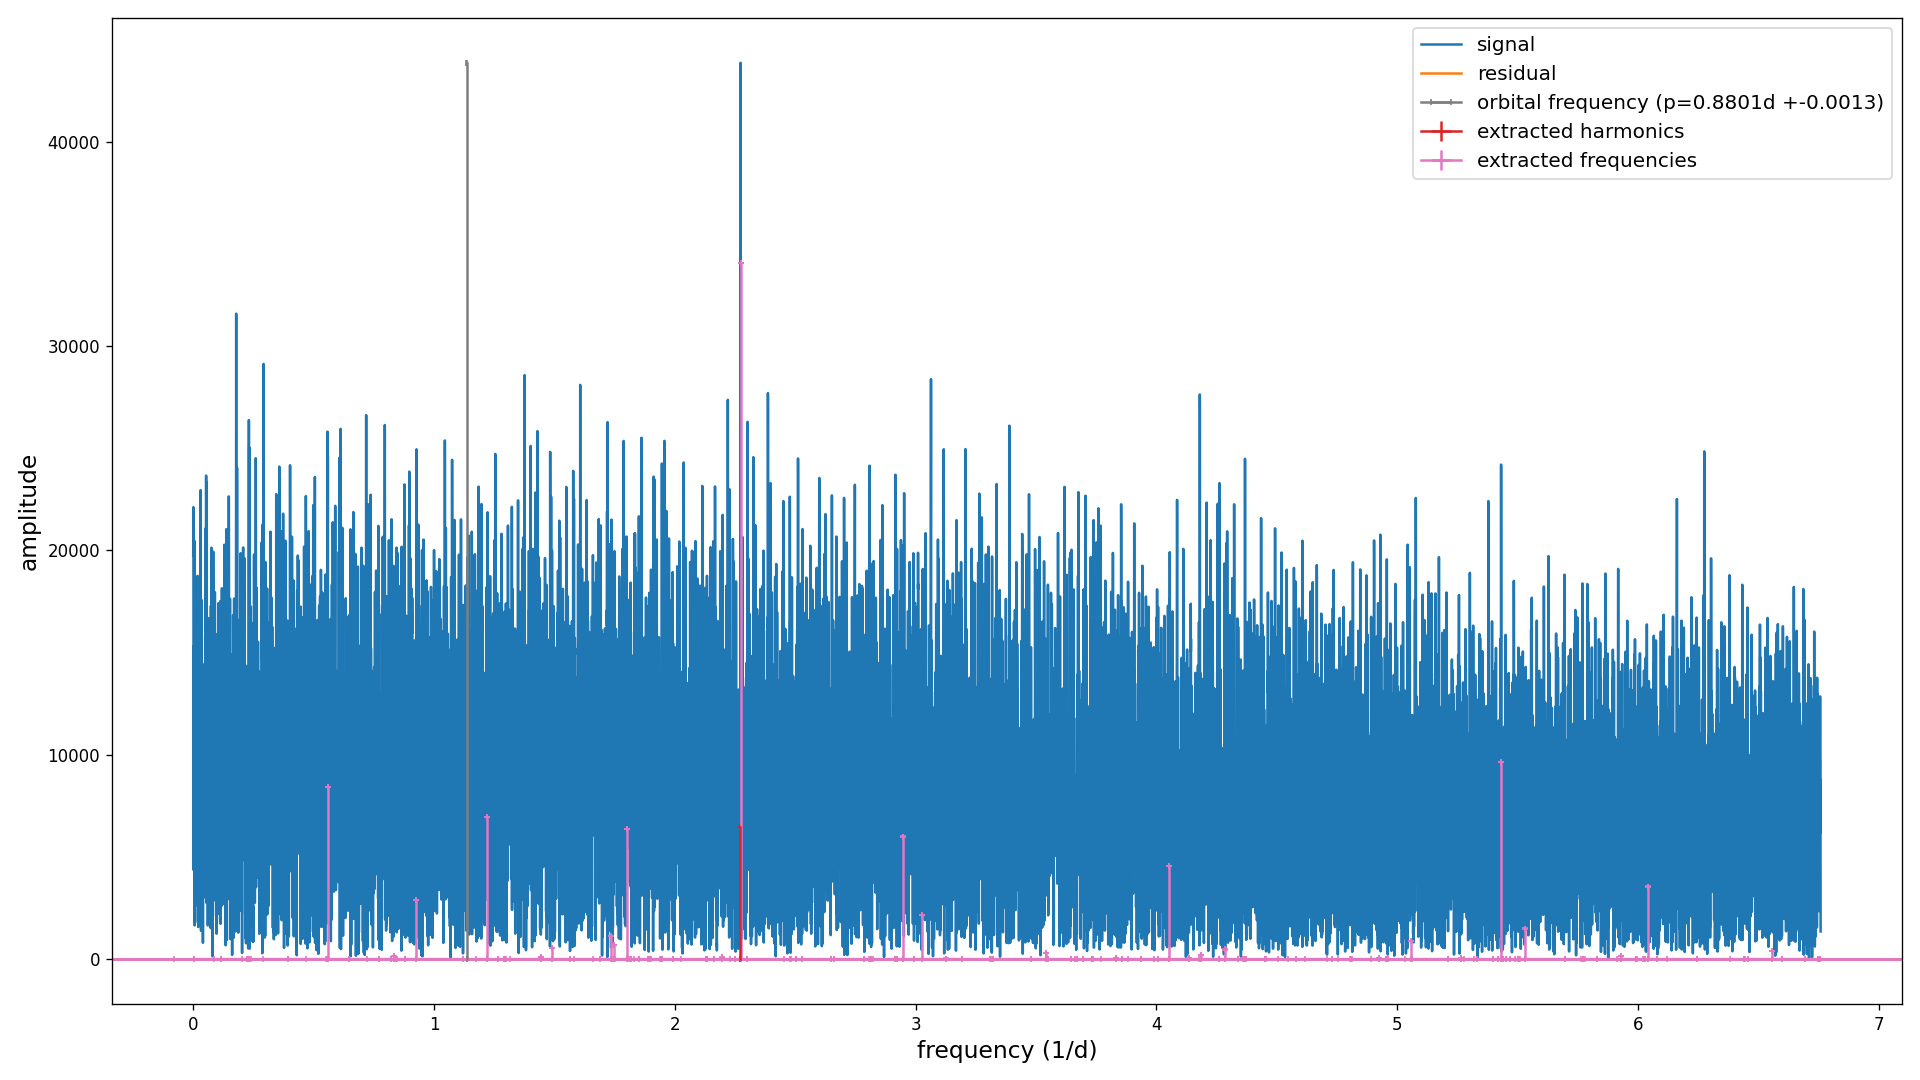 signal
residual
orbital frequency (p=0.8801d +-0.0013)
extracted harmonics
extracted frequencies
amplitude
40000
30000
20000
10000
0
0 1 2 3 4 5 6 7
frequency (1/d)